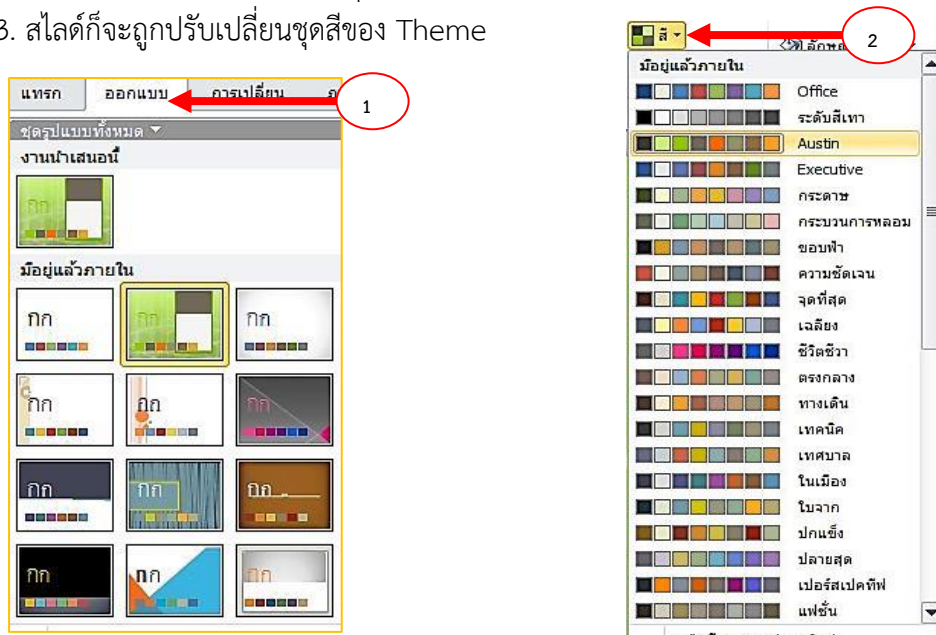 3. สไลด์ก็จะถูกปรับเปลี่ยนชุดสีของ Theme
แทรก ออกแบบ การเปลี่ยน
1
ชุดรูปแบบทั้งหมด
งานนำเสนอนี้
กก
มีอยู่แล้วภายใน
กก กก กก
กก กก กก
กก กก กก
กก กก กก
สี
2
มีอยู่แล้วภายใน
Office
ระดับสีเทา
Austin
Executive
กระดาษ
กระบวนการหลอม
ขอบฟ้า
ความชัดเจน
จุดที่สุด
เฉลียง
ชีวิตชีวา
ตรงกลาง
ทางเดิน
เทคนิค
เทศบาล
ในเมือง
ใบจาก
ปกแข็ง
ปลายสุด
เปอร์สเปคทีฟ
แฟชั่น